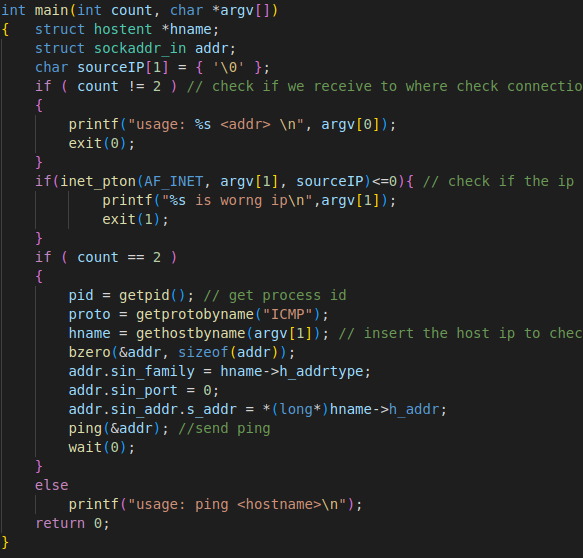 int main(int count, char *argv[])
{   struct hostent *hname;
    struct sockaddr_in addr;
    char sourceIP[1] = { '\0' };
    if ( count != 2 ) // check if we receive to where check connectio
    {
        printf("usage: %s <addr> \n", argv[0]);
        exit(0);
    }
    if(inet_pton(AF_INET, argv[1], sourceIP)<=0){ // check if the ip
            printf("%s is worng ip\n",argv[1]);
            exit(1);
    }
    if ( count == 2 )
    {
        pid = getpid(); // get process id
        proto = getprotobyname("ICMP");
        hname = gethostbyname(argv[1]); // insert the host ip to chec
        bzero(&addr, sizeof(addr));
        addr.sin_family = hname->h_addrtype;
        addr.sin_port = 0;
        addr.sin_addr.s_addr = *(long*)hname->h_addr;
        ping(&addr); //send ping
        wait(0);
    }
    else
        printf("usage: ping <hostname>\n");
    return 0;
}